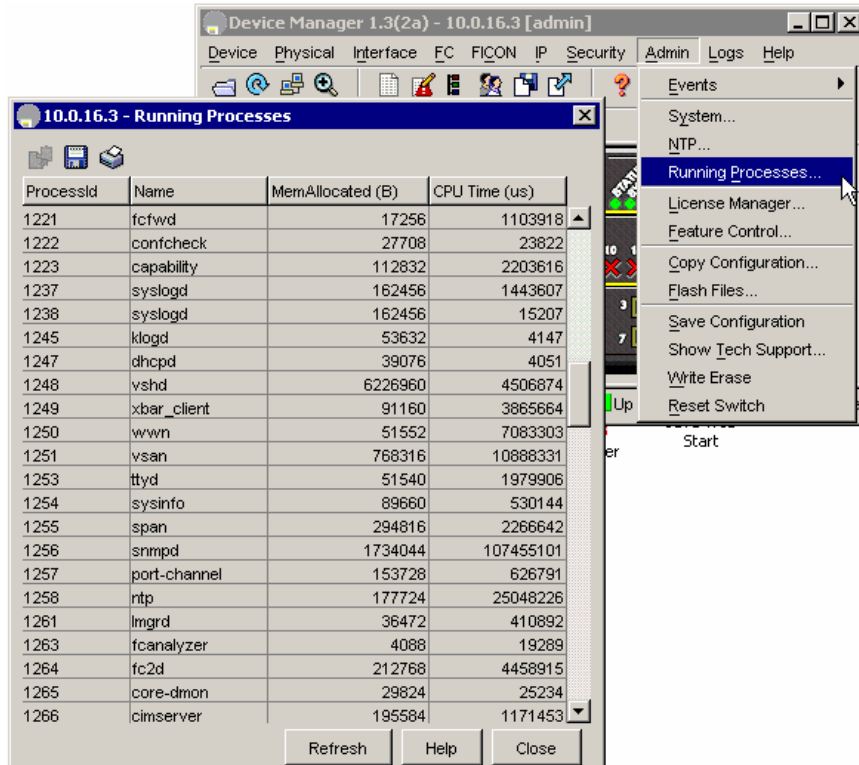 Device Manager 1.3(2a) - 10.0.16.3 [admin]
Device Physical Interface FC FICON IP Security Admin Logs Help
Events
System...
NTP...
Running Processes...
License Manager...
Feature Control...
Copy Configuration...
Flash Files...
Save Configuration
Show Tech Support...
Write Erase
Reset Switch
10
3
7
Up
er
Start
10.0.16.3 - Running Processes
ProcessId Name MemAllocated (B) CPU Time (us)
1221 fcfwd 17256 1103918
1222 confcheck 27708 23822
1223 capability 112832 2203616
1237 syslogd 162456 1443607
1238 syslogd 162456 15207
1245 klogd 53632 4147
1247 dhcpd 39076 4051
1248 vshd 6226960 4506874
1249 xbar_client 91160 3865664
1250 wwn 51552 7083303
1251 vsan 768316 10888331
1253 ttyd 51540 1979906
1254 sysinfo 89660 530144
1255 span 294816 2266642
1256 snmpd 1734044 107455101
1257 port-channel 153728 626791
1258 ntp 177724 25048226
1261 lmgrd 36472 410892
1263 fcanalyzer 4088 19289
1264 fc2d 212768 4458915
1265 core-dmon 29824 25234
1266 cimserver 195584 1171453
Refresh Help Close